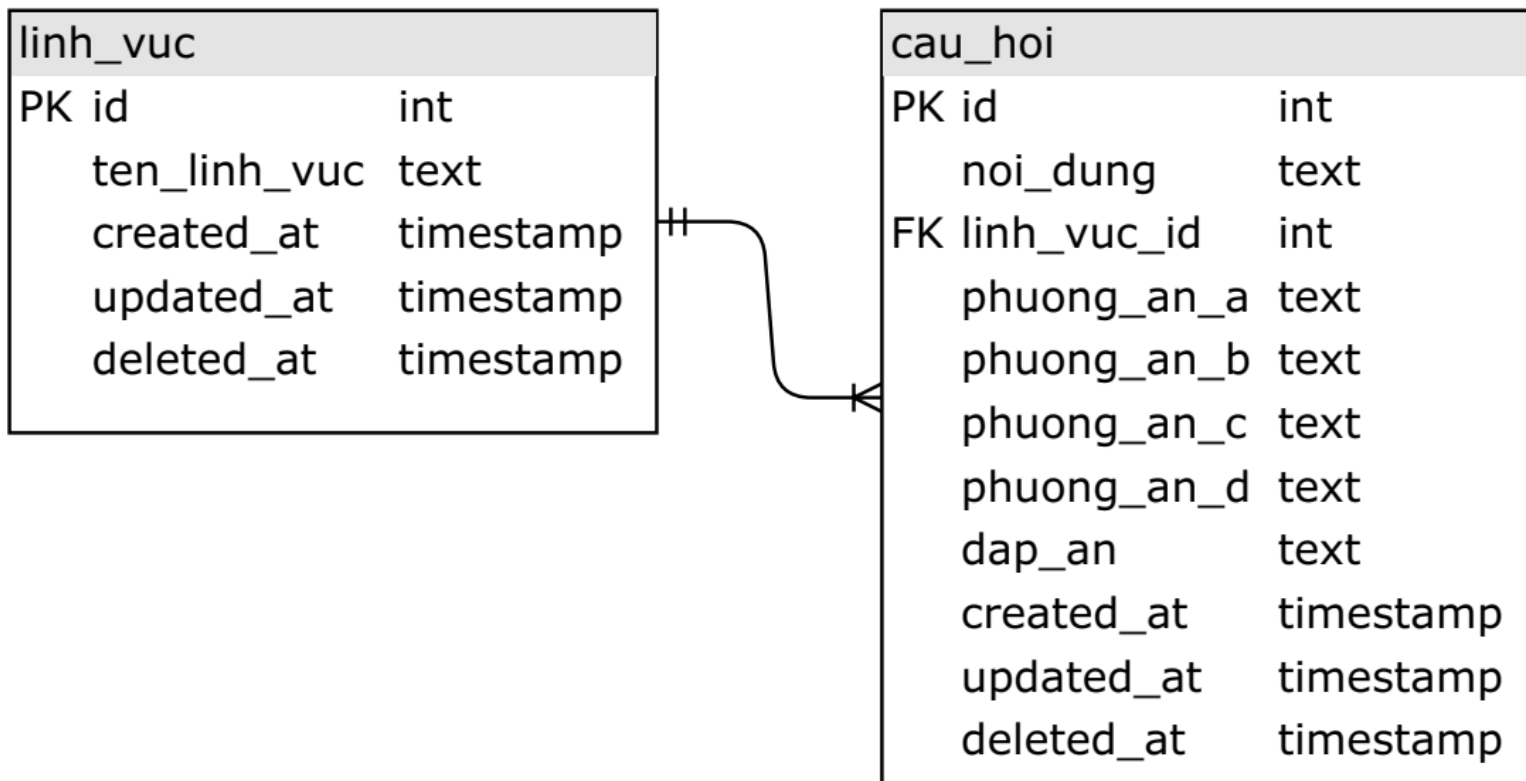 linh_vuc
PK id int
ten_linh_vuc text
created_at timestamp
updated_at timestamp
deleted_at timestamp
cau_hoi
PK id int
noi_dung text
FK linh_vuc_id int
phuong_an_a text
phuong_an_b text
phuong_an_c text
phuong_an_d text
dap_an text
created_at timestamp
updated_at timestamp
deleted_at timestamp